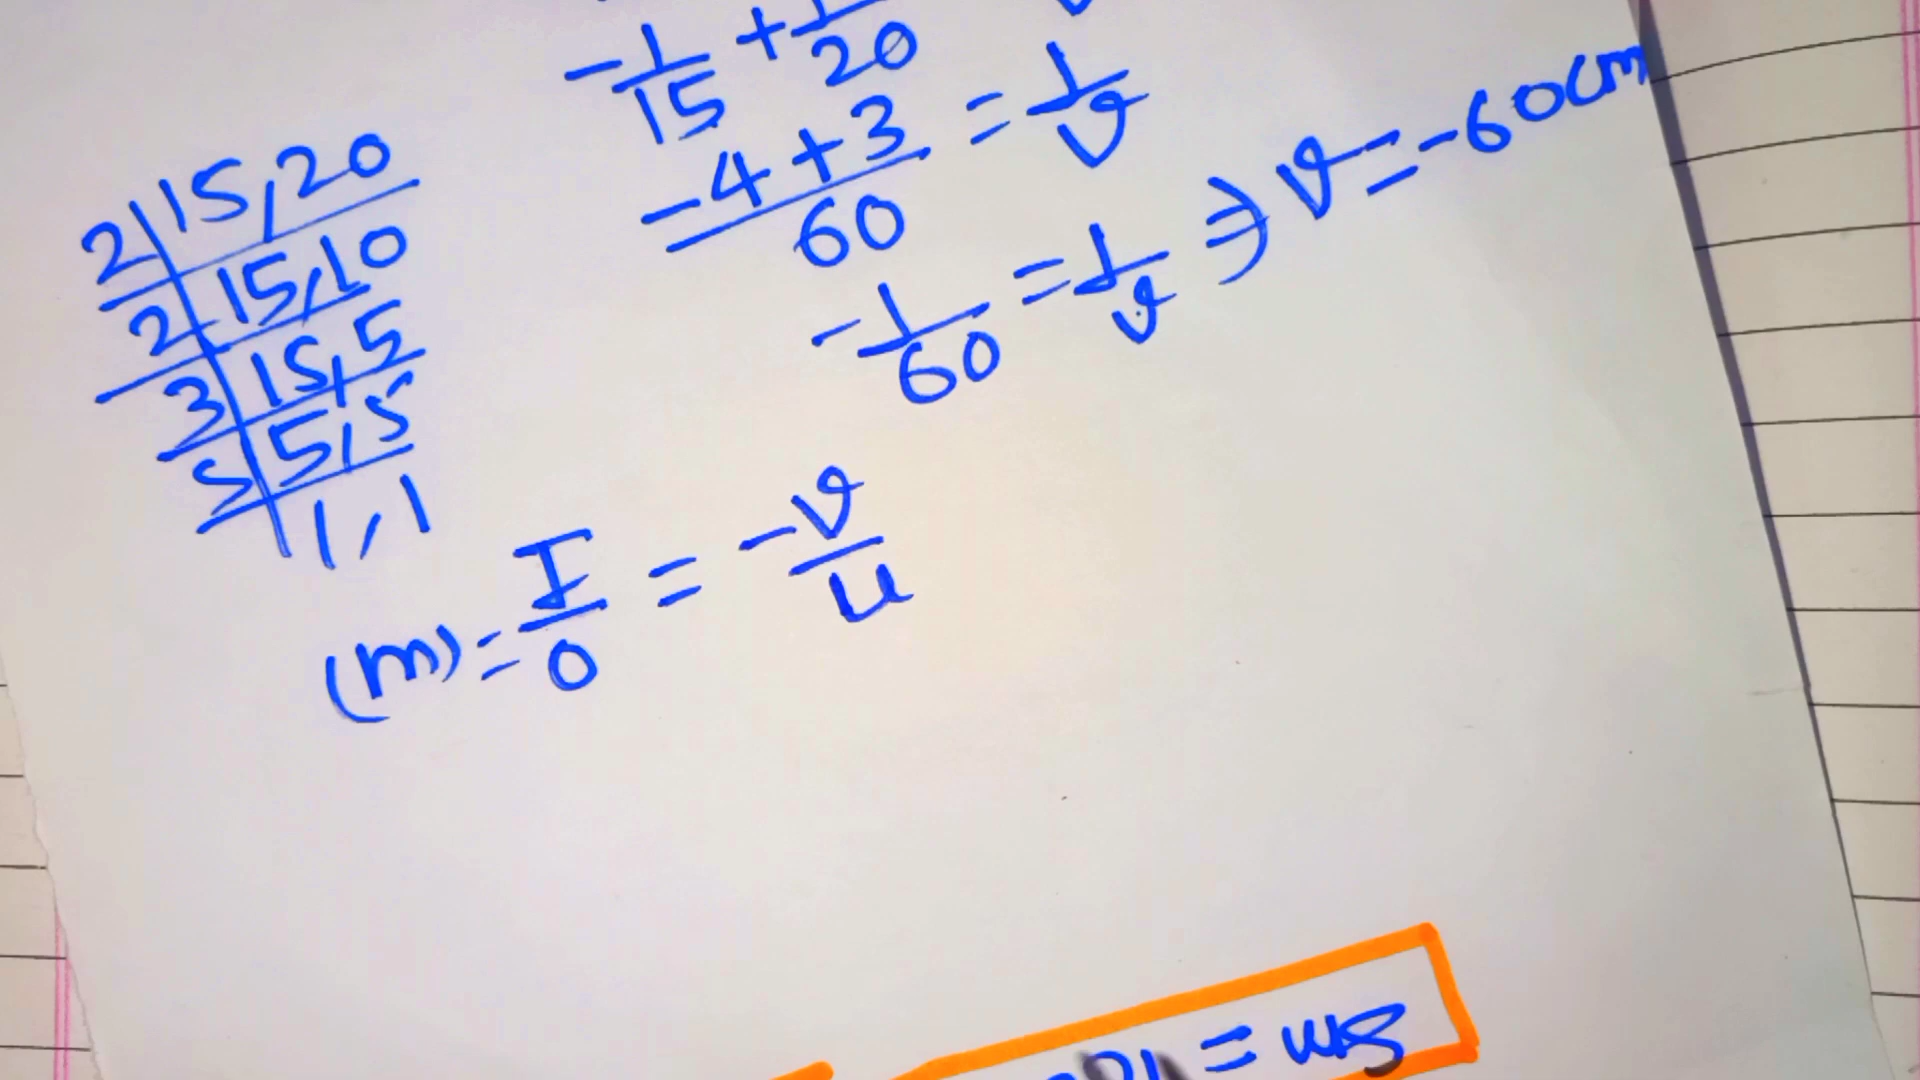 -1/15 + 1/20
-4+3/60 = 1/v
-1/60 = 1/v ⇒ v = -60cm
2|15,20
2|15,10
3|15,5
5|5,5
1,1
(m) = I/O = -v/u
=